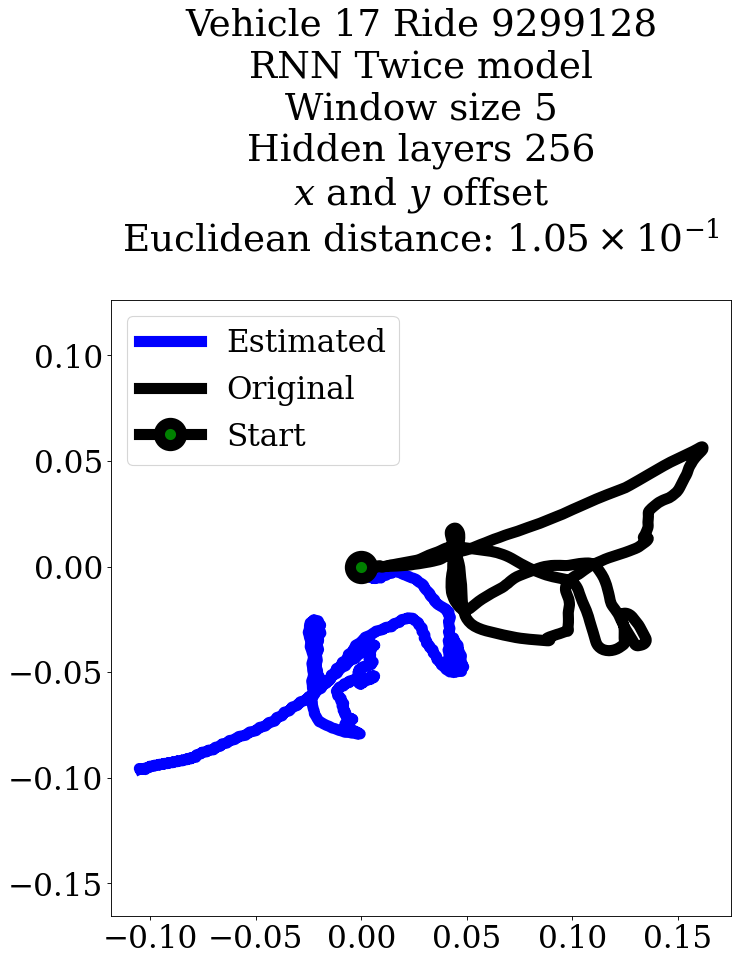 Vehicle 17 Ride 9299128
RNN Twice model
Window size 5
Hidden layers 256
x and y offset
Euclidean distance: 1.05 × 10⁻¹
Estimated
Original
Start
0.10
0.05
0.00
−0.05
−0.10
−0.15
−0.10 −0.05 0.00 0.05 0.10 0.15